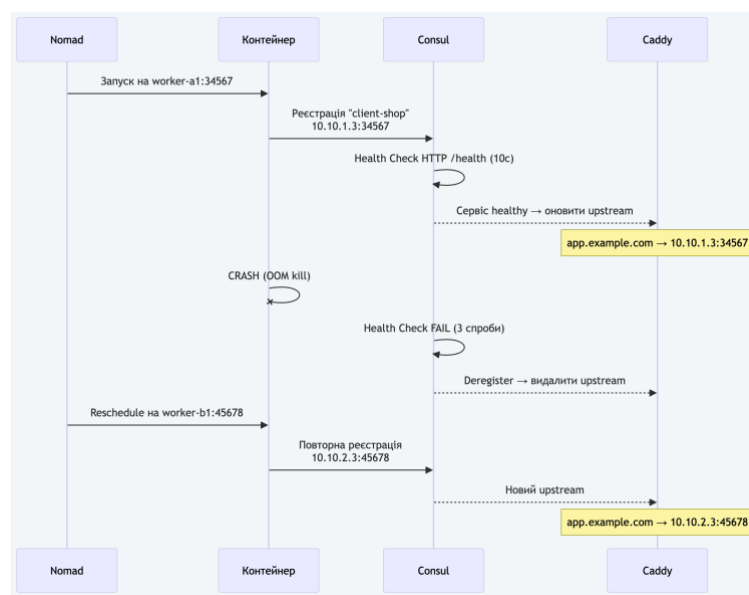 Nomad
Контейнер
Consul
Caddy
Запуск на worker-a1:34567
Реєстрація "client-shop"
10.10.1.3:34567
Health Check HTTP /health (10с)
Сервіс healthy → оновити upstream
app.example.com → 10.10.1.3:34567
CRASH (OOM kill)
Health Check FAIL (3 спроби)
Deregister → видалити upstream
Reschedule на worker-b1:45678
Повторна реєстрація
10.10.2.3:45678
Новий upstream
app.example.com → 10.10.2.3:45678
Nomad
Контейнер
Consul
Caddy